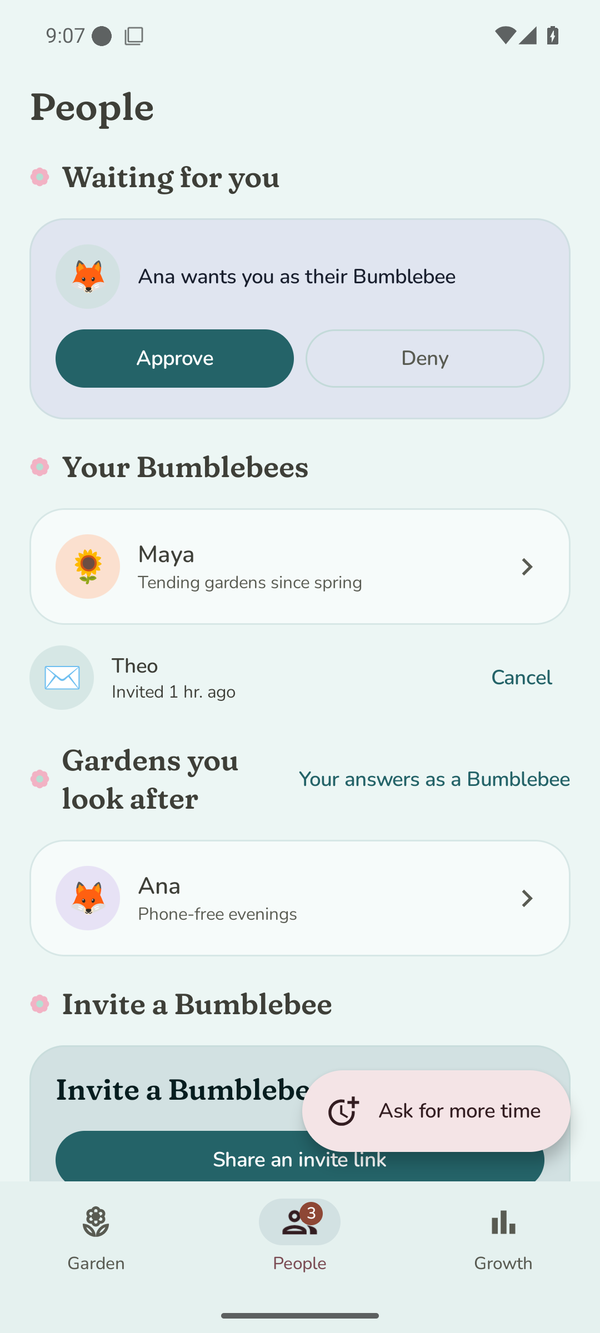 9:07
People
Waiting for you
Ana wants you as their Bumblebee
Approve
Deny
Your Bumblebees
Maya
Tending gardens since spring
Theo
Invited 1 hr. ago
Cancel
Gardens you
look after
Your answers as a Bumblebee
Ana
Phone-free evenings
Invite a Bumblebee
Invite a Bumblebe
Ask for more time
Share an invite link
3
Garden
People
Growth